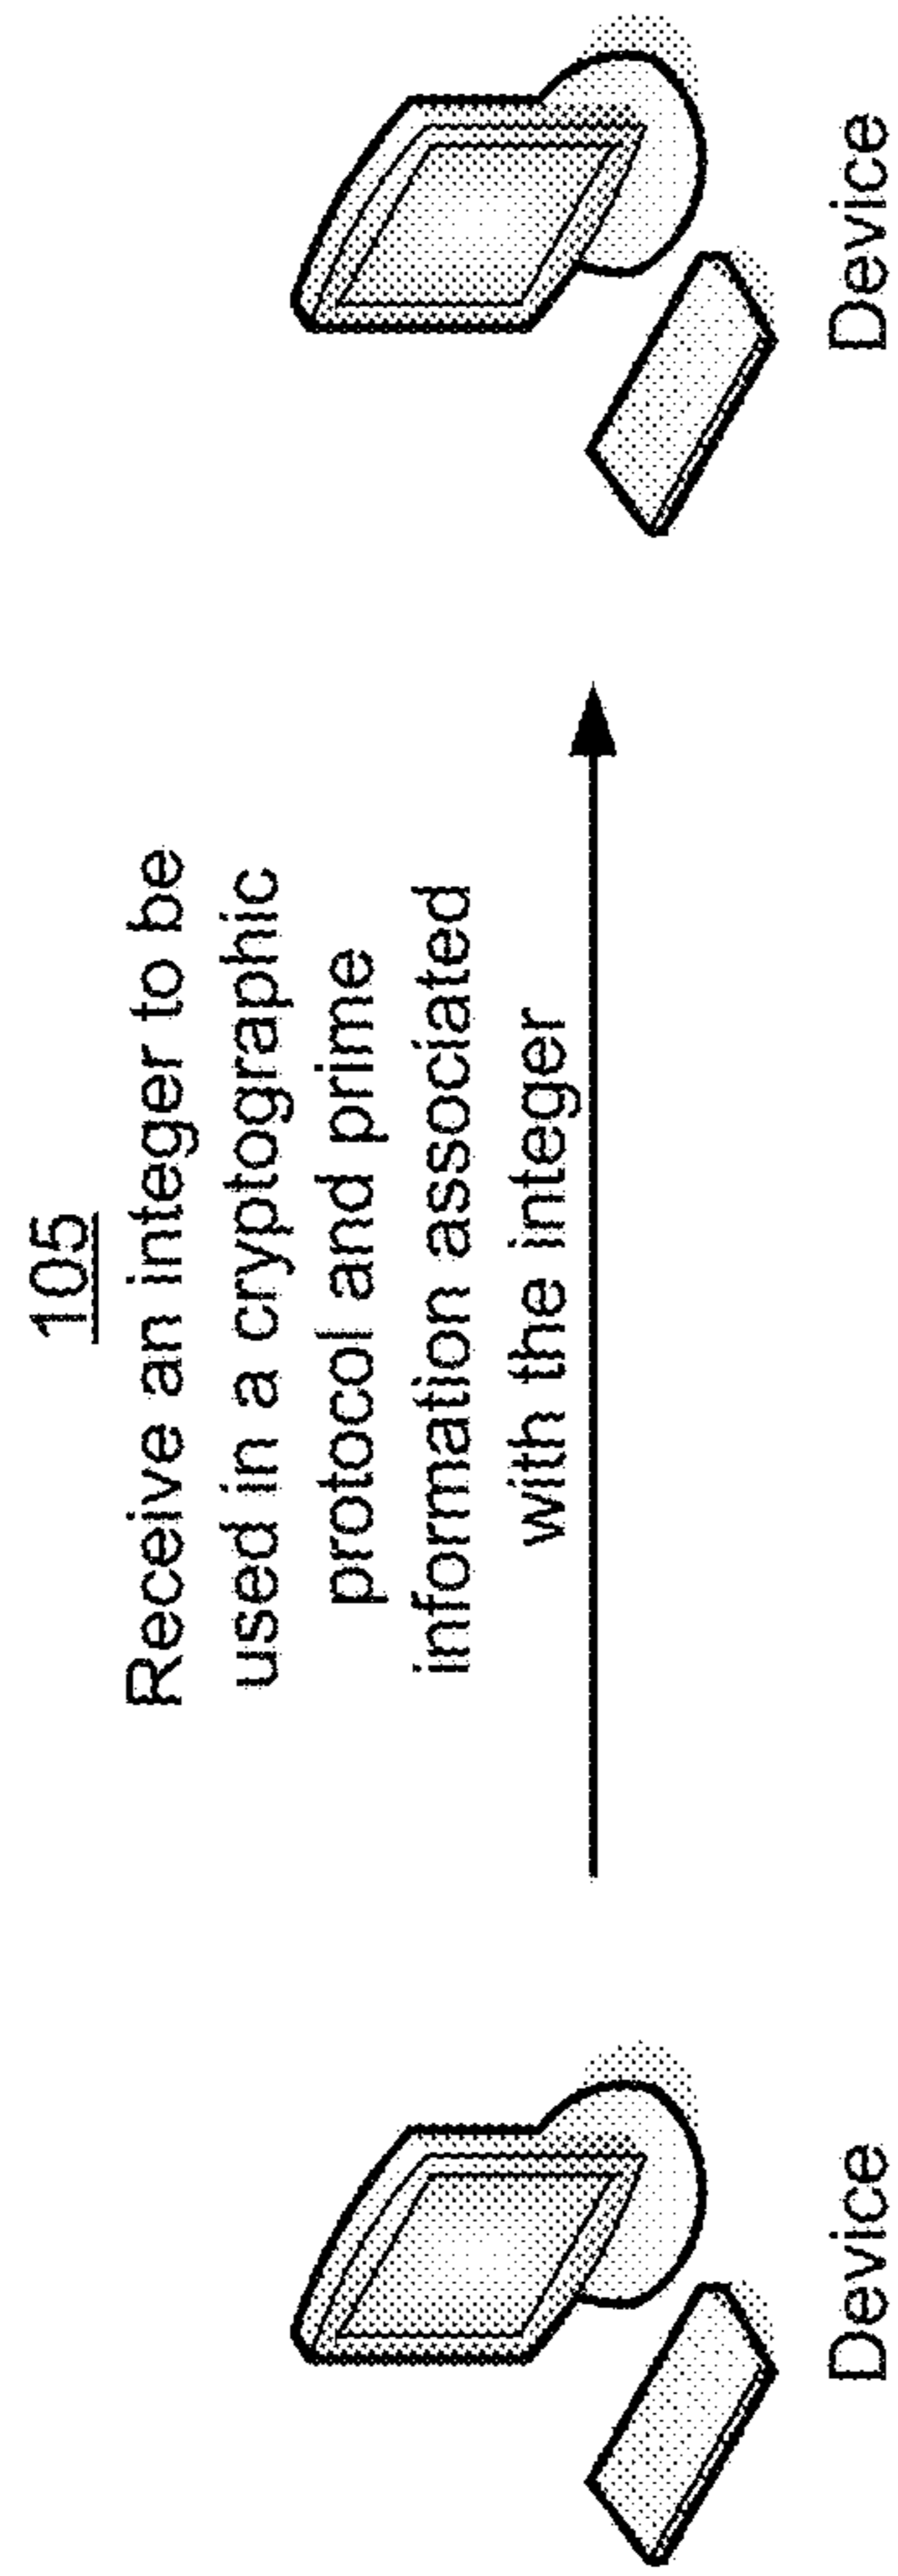 105
Receive an integer to be
used in a cryptographic
protocol and prime
information associated
with the integer
Device
Device